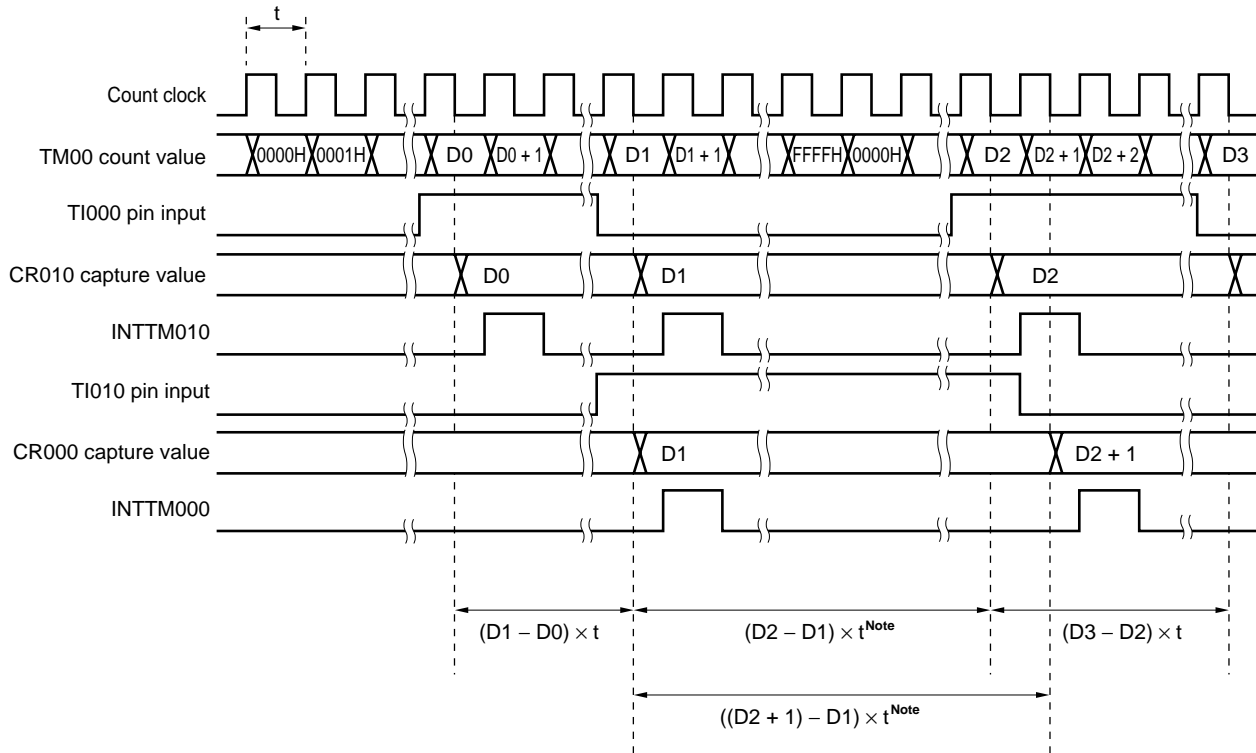 t
Count clock
TM00 count value 0000H 0001H D0 D0 + 1 D1 D1 + 1 FFFFH 0000H D2 D2 + 1 D2 + 2 D3
TI000 pin input
CR010 capture value D0 D1 D2
INTTM010
TI010 pin input
CR000 capture value D1 D2 + 1
INTTM000
(D1 − D0) × t (D2 − D1) × t^Note (D3 − D2) × t
((D2 + 1) − D1) × t^Note